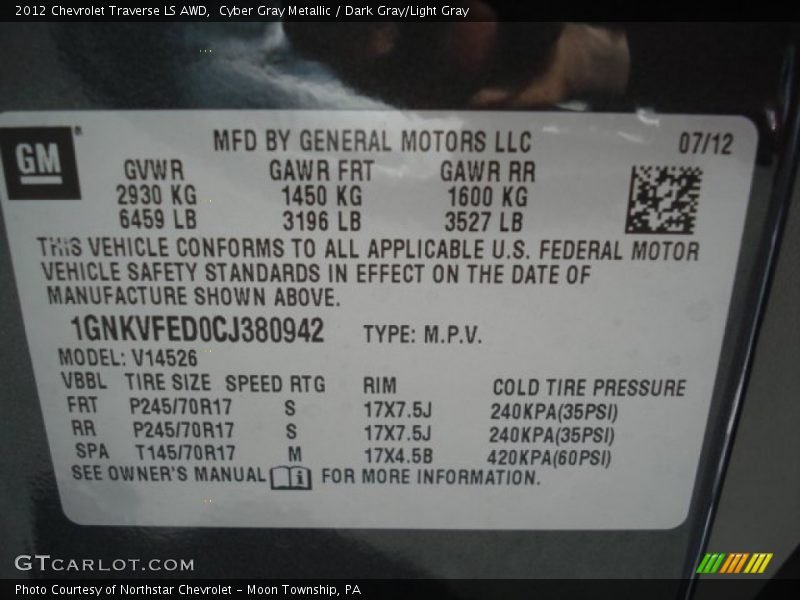 2012 Chevrolet Traverse LS AWD,  Cyber Gray Metallic / Dark Gray/Light Gray
GM
MFD BY GENERAL MOTORS LLC 07/12
GVWR GAWR FRT GAWR RR
2930 KG 1450 KG 1600 KG
6459 LB 3196 LB 3527 LB
THIS VEHICLE CONFORMS TO ALL APPLICABLE U.S. FEDERAL MOTOR
VEHICLE SAFETY STANDARDS IN EFFECT ON THE DATE OF
MANUFACTURE SHOWN ABOVE.
1GNKVFED0CJ380942 TYPE: M.P.V.
MODEL: V14526
VBBL TIRE SIZE SPEED RTG RIM COLD TIRE PRESSURE
FRT P245/70R17 S 17X7.5J 240KPA(35PSI)
RR P245/70R17 S 17X7.5J 240KPA(35PSI)
SPA T145/70R17 M 17X4.5B 420KPA(60PSI)
SEE OWNER'S MANUAL i FOR MORE INFORMATION.
GTCARLOT.COM
Photo Courtesy of Northstar Chevrolet - Moon Township, PA